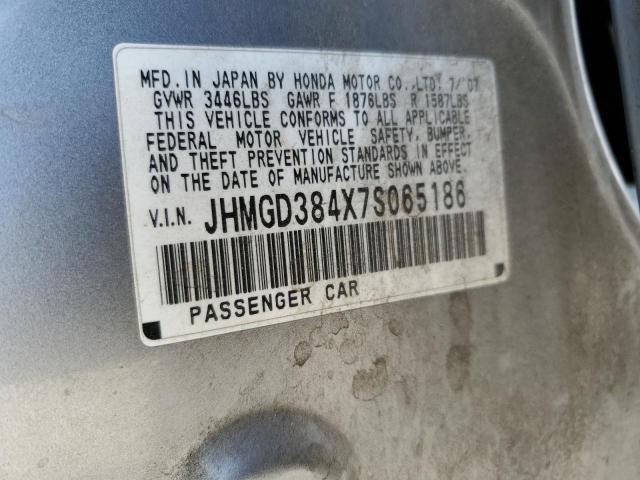 MFD. IN JAPAN BY HONDA MOTOR CO., LTD. 7/07
GVWR 3446LBS GAWR F 1876LBS R 1587LBS
THIS VEHICLE CONFORMS TO ALL APPLICABLE
FEDERAL MOTOR VEHICLE SAFETY, BUMPER,
AND THEFT PREVENTION STANDARDS IN EFFECT
ON THE DATE OF MANUFACTURE SHOWN ABOVE.
V.I.N. JHMGD384X7S065186
PASSENGER CAR